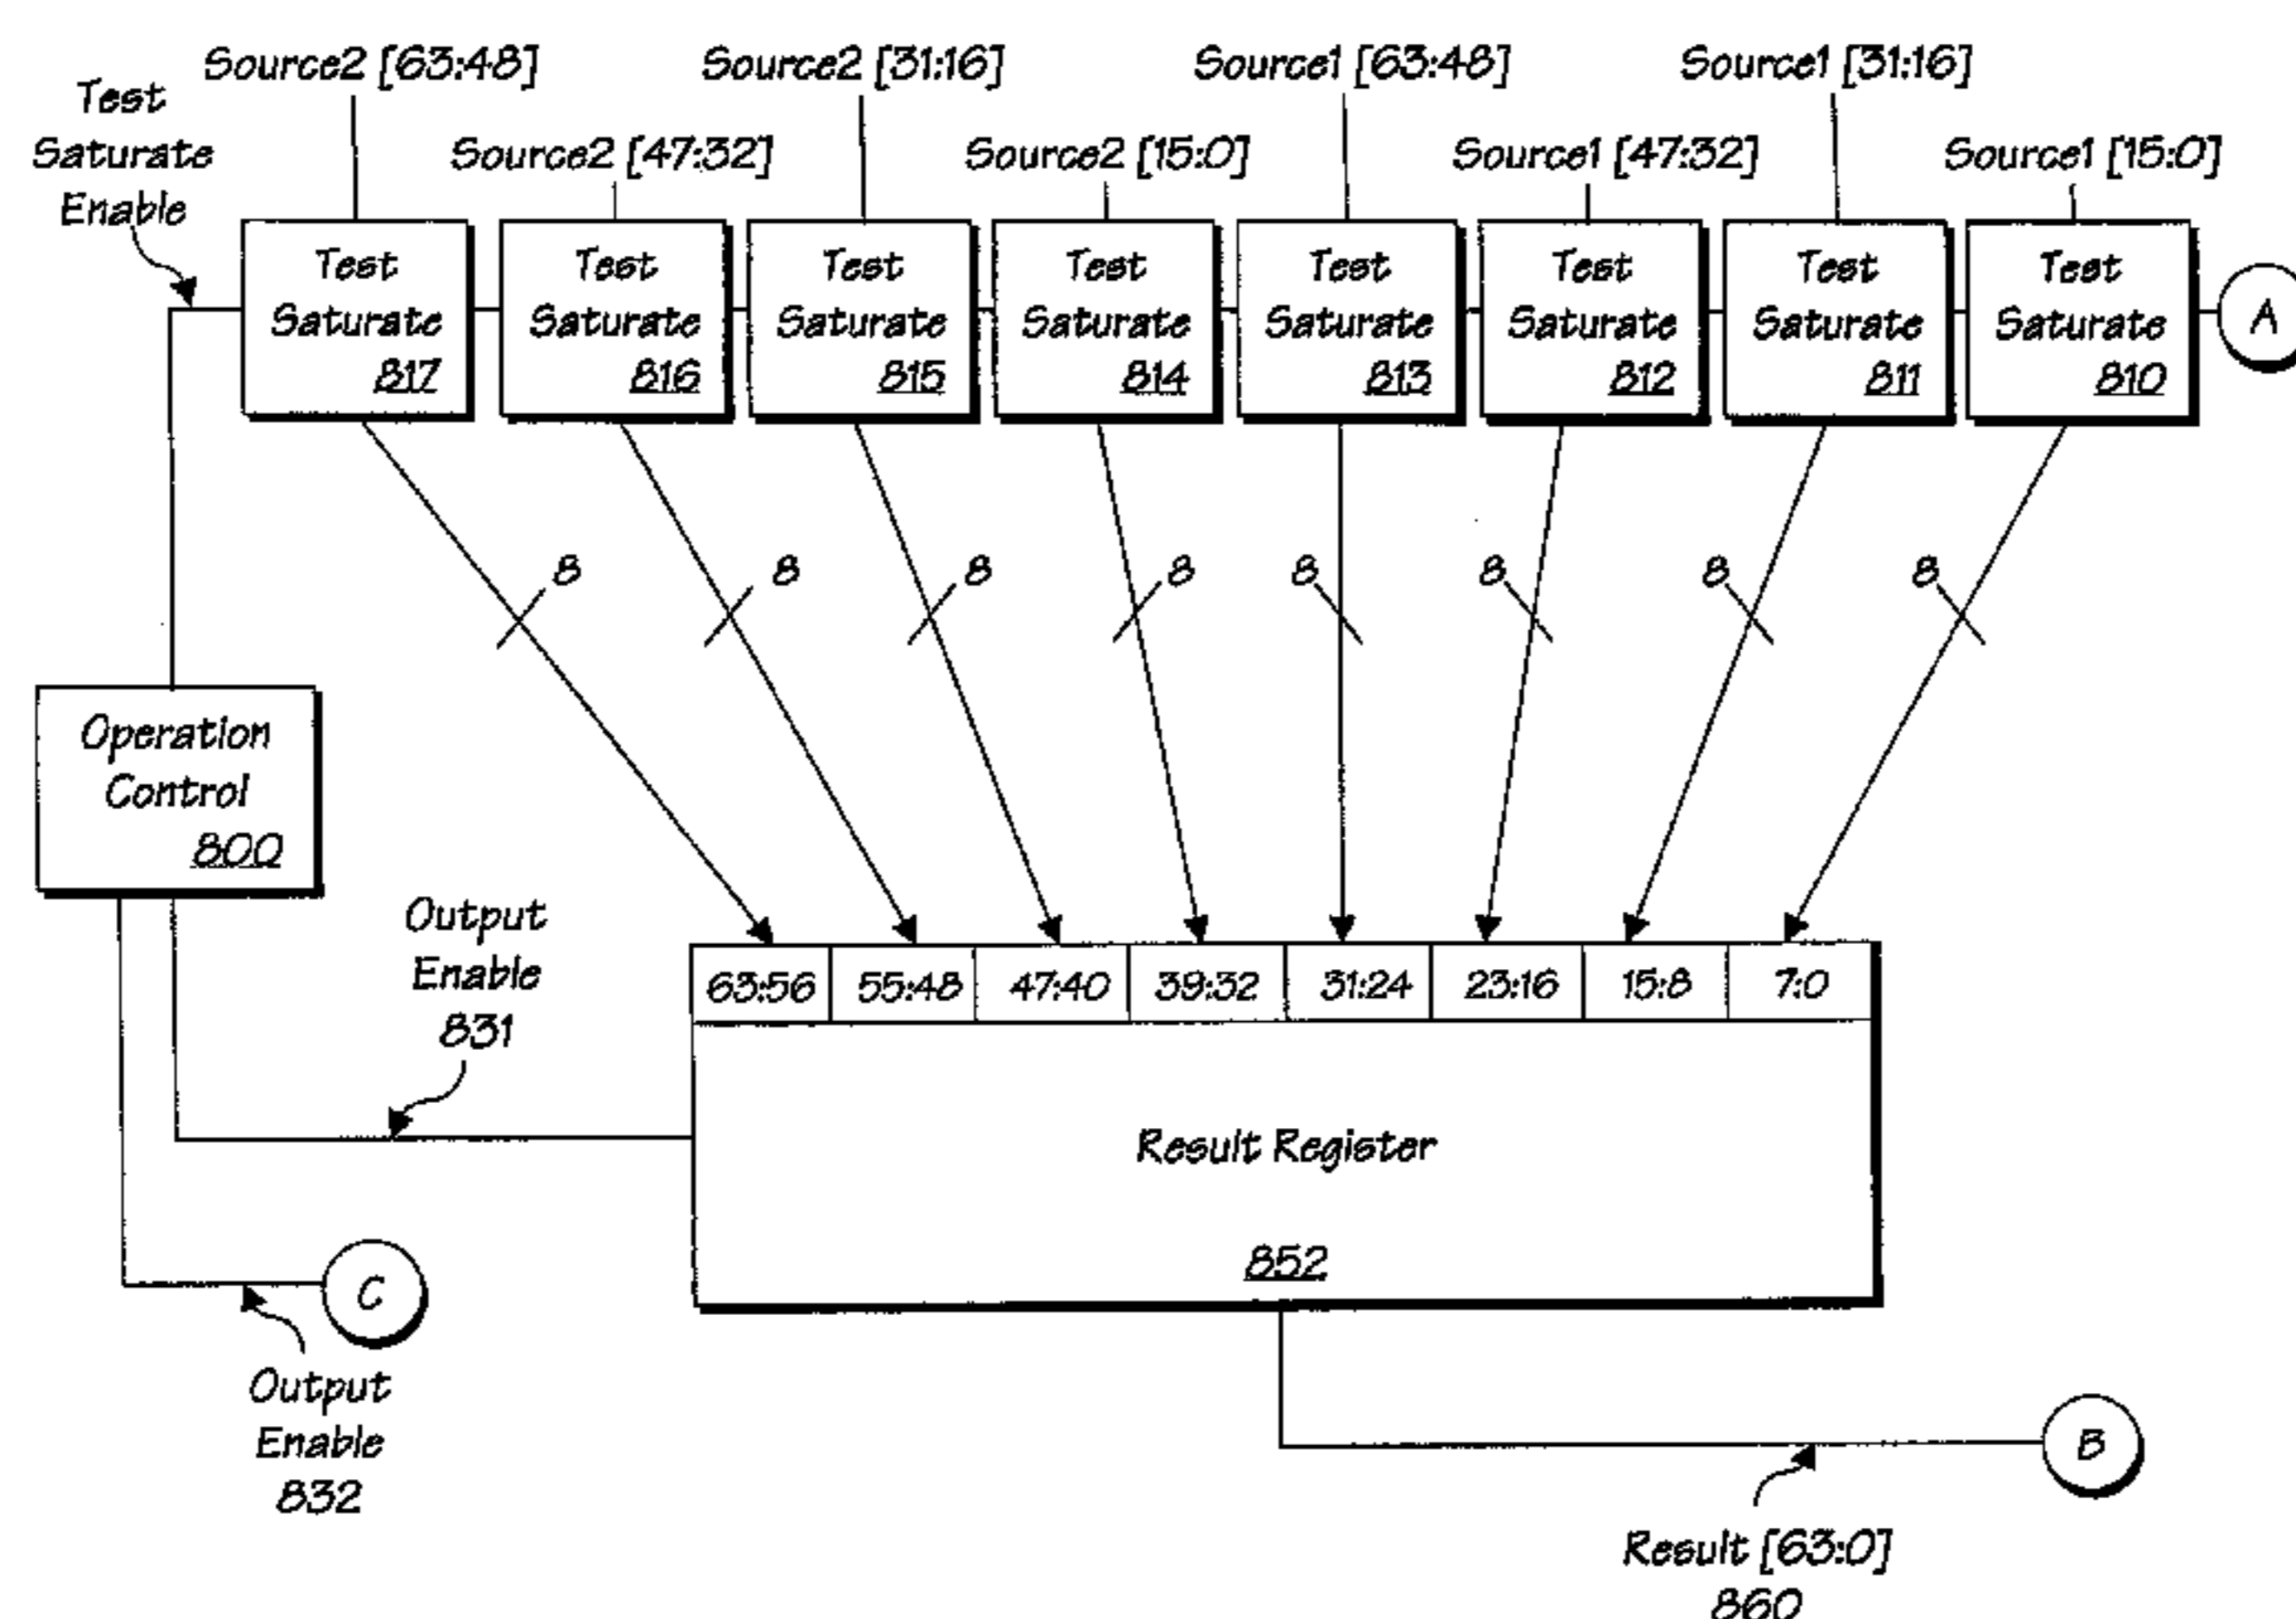 Source2 [63:48]
Source2 [31:16]
Source1 [63:48]
Source1 [31:16]
Test
Saturate
Enable
Source2 [47:32]
Source2 [15:0]
Source1 [47:32]
Source1 [15:0]
Test
Saturate
817
Test
Saturate
816
Test
Saturate
815
Test
Saturate
814
Test
Saturate
813
Test
Saturate
812
Test
Saturate
811
Test
Saturate
810
A
8
8
8
8
8
8
8
8
Operation
Control
800
Output
Enable
831
63:56
55:48
47:40
39:32
31:24
23:16
15:8
7:0
Result Register
852
C
Output
Enable
832
B
Result [63:0]
860